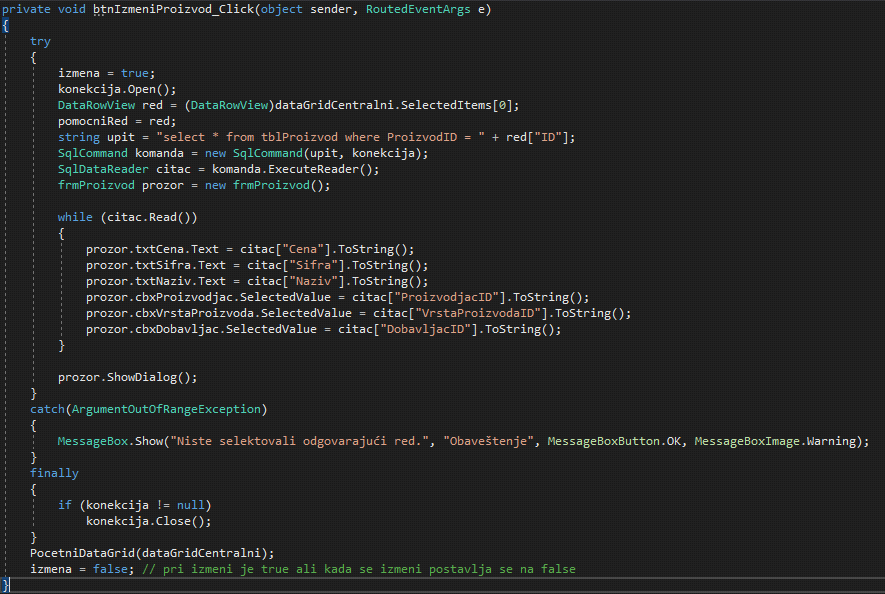 private void btnIzmeniProizvod_Click(object sender, RoutedEventArgs e)
{
try
{
izmena = true;
konekcija.Open();
DataRowView red = (DataRowView)dataGridCentralni.SelectedItems[0];
pomocniRed = red;
string upit = "select * from tblProizvod where ProizvodID = " + red["ID"];
SqlCommand komanda = new SqlCommand(upit, konekcija);
SqlDataReader citac = komanda.ExecuteReader();
frmProizvod prozor = new frmProizvod();
while (citac.Read())
{
prozor.txtCena.Text = citac["Cena"].ToString();
prozor.txtSifra.Text = citac["Sifra"].ToString();
prozor.txtNaziv.Text = citac["Naziv"].ToString();
prozor.cbxProizvodjac.SelectedValue = citac["ProizvodjacID"].ToString();
prozor.cbxVrstaProizvoda.SelectedValue = citac["VrstaProizvodaID"].ToString();
prozor.cbxDobavljac.SelectedValue = citac["DobavljacID"].ToString();
}
prozor.ShowDialog();
}
catch(ArgumentOutOfRangeException)
{
MessageBox.Show("Niste selektovali odgovarajući red.", "Obaveštenje", MessageBoxButton.OK, MessageBoxImage.Warning);
}
finally
{
if (konekcija != null)
konekcija.Close();
}
PocetniDataGrid(dataGridCentralni);
izmena = false; // pri izmeni je true ali kada se izmeni postavlja se na false
}